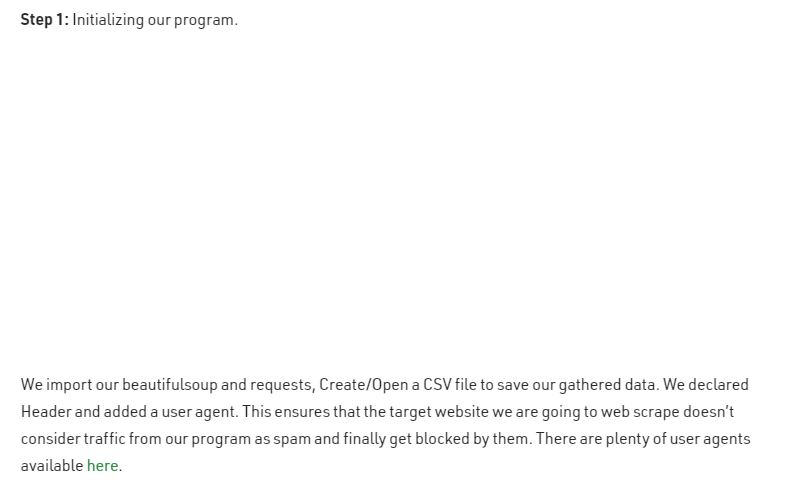 Step 1: Initializing our program.
We import our beautifulsoup and requests, Create/Open a CSV file to save our gathered data. We declared
Header and added a user agent. This ensures that the target website we are going to web scrape doesn't
consider traffic from our program as spam and finally get blocked by them. There are plenty of user agents
available here.